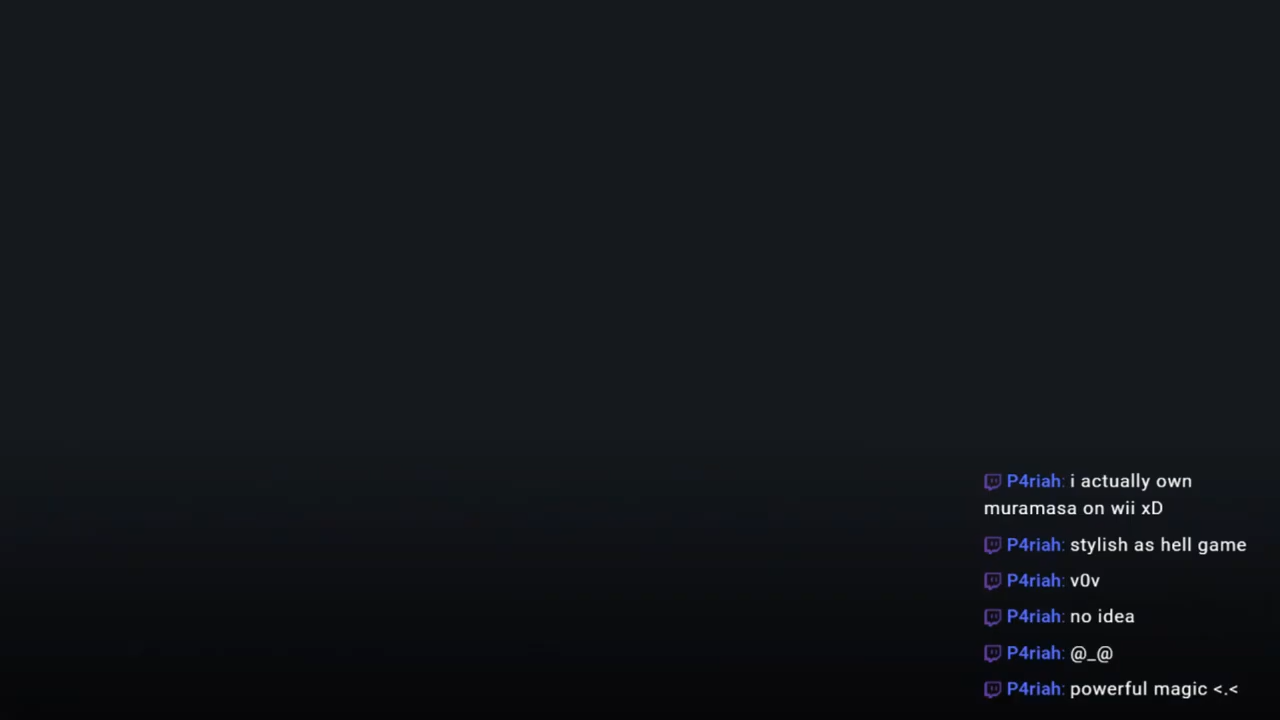 P4riah: i actually own
muramasa on wii xD
P4riah: stylish as hell game
P4riah: v0v
P4riah: no idea
P4riah: @_@
P4riah: powerful magic <.<